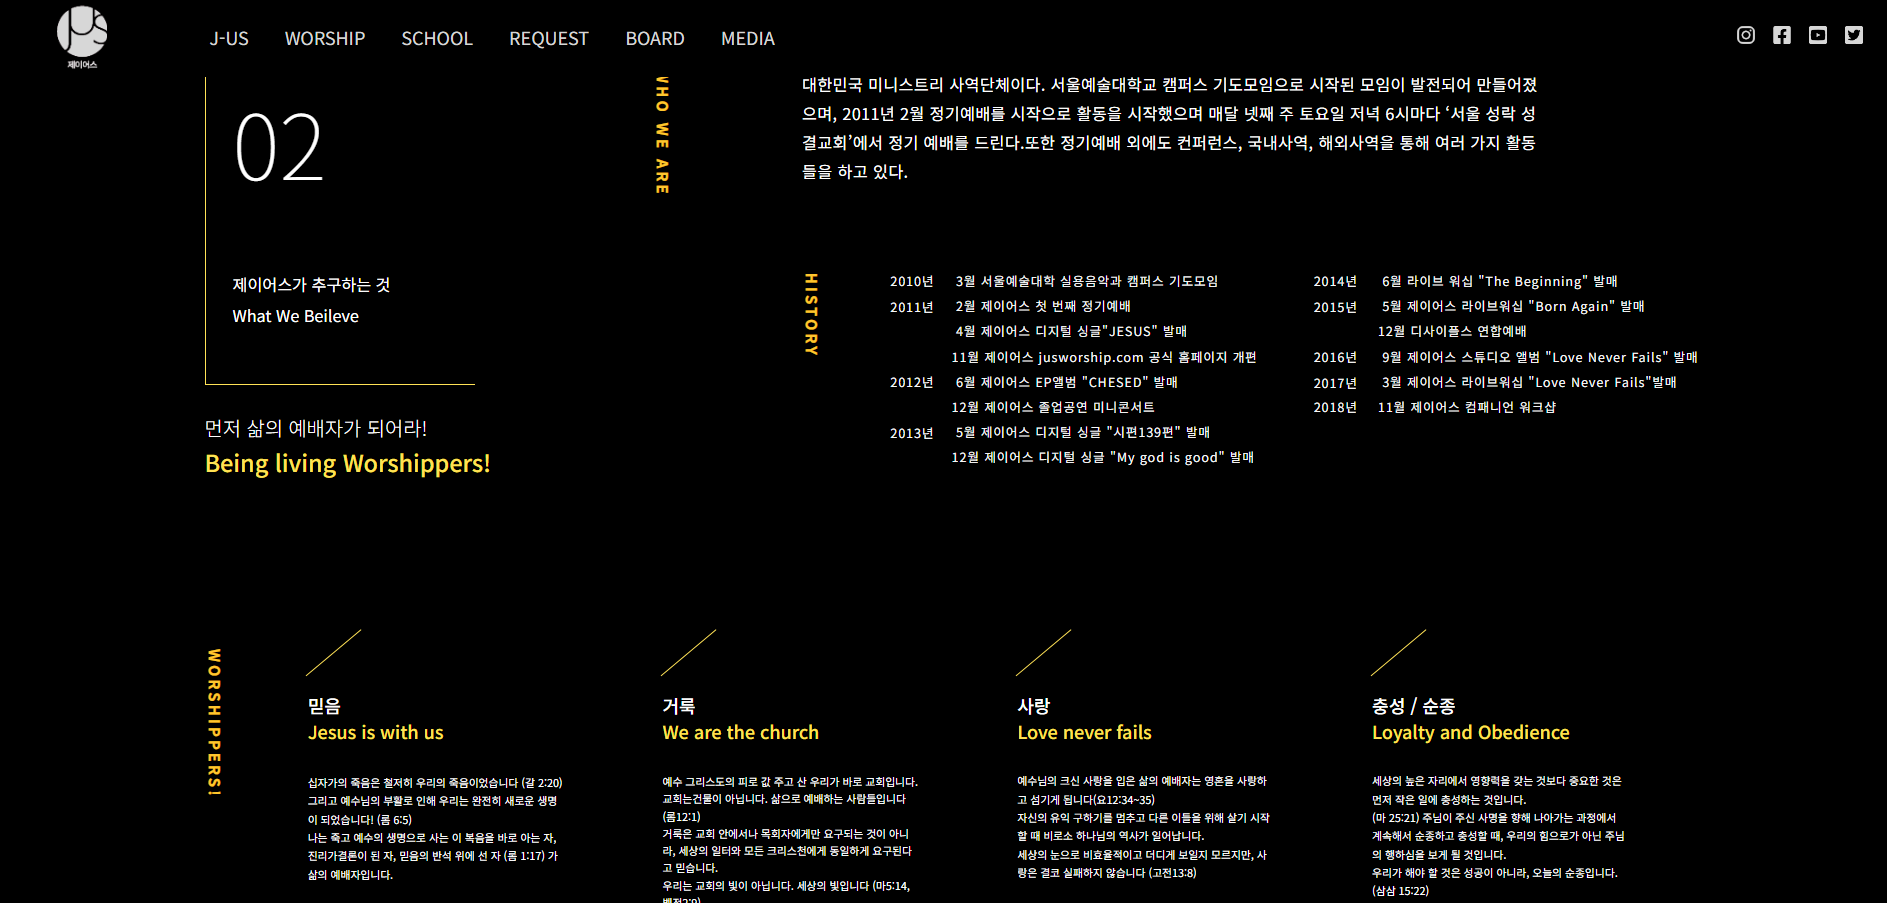 제이어스
J-US
WORSHIP
SCHOOL
REQUEST
BOARD
MEDIA
02
제이어스가 추구하는 것
What We Beileve
먼저 삶의 예배자가 되어라!
Being living Worshippers!
WHO WE ARE
대한민국 미니스트리 사역단체이다. 서울예술대학교 캠퍼스 기도모임으로 시작된 모임이 발전되어 만들어졌
으며, 2011년 2월 정기예배를 시작으로 활동을 시작했으며 매달 넷째 주 토요일 저녁 6시마다 ‘서울 성락 성
결교회’에서 정기 예배를 드린다.또한 정기예배 외에도 컨퍼런스, 국내사역, 해외사역을 통해 여러 가지 활동
들을 하고 있다.
HISTORY
2010년 3월 서울예술대학 실용음악과 캠퍼스 기도모임
2011년 2월 제이어스 첫 번째 정기예배
4월 제이어스 디지털 싱글"JESUS" 발매
11월 제이어스 jusworship.com 공식 홈페이지 개편
2012년 6월 제이어스 EP앨범 "CHESED" 발매
12월 제이어스 졸업공연 미니콘서트
2013년 5월 제이어스 디지털 싱글 "시편139편" 발매
12월 제이어스 디지털 싱글 "My god is good" 발매
2014년 6월 라이브 워십 "The Beginning" 발매
2015년 5월 제이어스 라이브워십 "Born Again" 발매
12월 디사이플스 연합예배
2016년 9월 제이어스 스튜디오 앨범 "Love Never Fails" 발매
2017년 3월 제이어스 라이브워십 "Love Never Fails"발매
2018년 11월 제이어스 컴패니언 워크샵
WORSHIPPERS!
믿음
Jesus is with us
십자가의 죽음은 철저히 우리의 죽음이었습니다 (갈 2:20)
그리고 예수님의 부활로 인해 우리는 완전히 새로운 생명
이 되었습니다! (롬 6:5)
나는 죽고 예수의 생명으로 사는 이 복음을 바로 아는 자,
진리가결론이 된 자, 믿음의 반석 위에 선 자 (롬 1:17) 가
삶의 예배자입니다.
거룩
We are the church
예수 그리스도의 피로 값 주고 산 우리가 바로 교회입니다.
교회는건물이 아닙니다. 삶으로 예배하는 사람들입니다
(롬12:1)
거룩은 교회 안에서나 목회자에게만 요구되는 것이 아니
라, 세상의 일터와 모든 크리스천에게 동일하게 요구된다
고 믿습니다.
우리는 교회의 빛이 아닙니다. 세상의 빛입니다 (마5:14,
벧전2:9)
사랑
Love never fails
예수님의 크신 사랑을 입은 삶의 예배자는 영혼을 사랑하
고 섬기게 됩니다(요12:34~35)
자신의 유익 구하기를 멈추고 다른 이들을 위해 살기 시작
할 때 비로소 하나님의 역사가 일어납니다.
세상의 눈으로 비효율적이고 더디게 보일지 모르지만, 사
랑은 결코 실패하지 않습니다 (고전13:8)
충성 / 순종
Loyalty and Obedience
세상의 높은 자리에서 영향력을 갖는 것보다 중요한 것은
먼저 작은 일에 충성하는 것입니다.
(마 25:21) 주님이 주신 사명을 향해 나아가는 과정에서
계속해서 순종하고 충성할 때, 우리의 힘으로가 아닌 주님
의 행하심을 보게 될 것입니다.
우리가 해야 할 것은 성공이 아니라, 오늘의 순종입니다.
(삼삼 15:22)